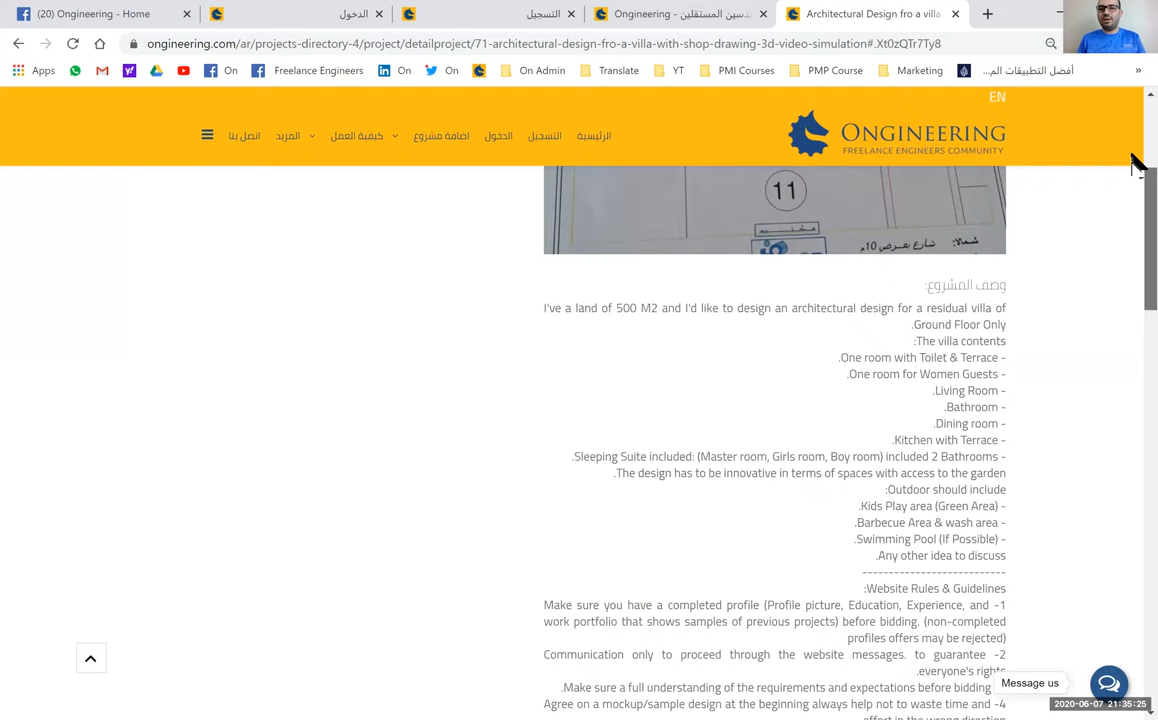 (20) Ongineering - Home
الدخول
التسجيل
Ongineering - دسين المستقلين
Architectural Design fro a villa
ongineering.com/ar/projects-directory-4/project/detailproject/71-architectural-design-fro-a-villa-with-shop-drawing-3d-video-simulation#.Xt0zQTr7Ty8
Apps
On
Freelance Engineers
On
On
On Admin
Translate
YT
PMI Courses
PMP Course
Marketing
أفضل التطبيقات الم...
»
EN
ONGINEERING
FREELANCE ENGINEERS COMMUNITY
الرئيسية
التسجيل
الدخول
اضافة مشروع
كيفية العمل
المزيد
اتصل بنا
11
شمالا: شارع بعرض 10م
وصف المشروع:
I've a land of 500 M2 and I'd like to design an architectural design for a residual villa of
.Ground Floor Only
:The villa contents
.One room with Toilet & Terrace -
.One room for Women Guests -
.Living Room -
.Bathroom -
.Dining room -
.Kitchen with Terrace -
.Sleeping Suite included: (Master room, Girls room, Boy room) included 2 Bathrooms -
.The design has to be innovative in terms of spaces with access to the garden
:Outdoor should include
.Kids Play area (Green Area) -
.Barbecue Area & wash area -
.Swimming Pool (If Possible) -
.Any other idea to discuss
---------------------------
:Website Rules & Guidelines
Make sure you have a completed profile (Profile picture, Education, Experience, and -1
work portfolio that shows samples of previous projects) before bidding. (non-completed
profiles offers may be rejected)
Communication only to proceed through the website messages. to guarantee -2
.everyone's rights
.Make sure a full understanding of the requirements and expectations before bidding
Agree on a mockup/sample design at the beginning always help not to waste time and -4
effort in the wrong direction
Message us
2020-06-07 21:35:25